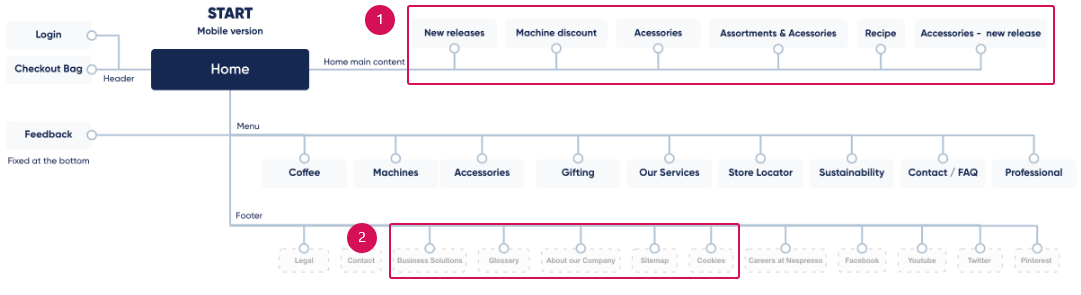 START
Mobile version
1
New releases
Machine discount
Acessories
Assortments & Acessories
Recipe
Accessories - new release
Login
Checkout Bag
Header
Home
Home main content
Feedback
Fixed at the bottom
Menu
Coffee
Machines
Accessories
Gifting
Our Services
Store Locator
Sustainability
Contact / FAQ
Professional
Footer
2
Legal
Contact
Business Solutions
Glossary
About our Company
Sitemap
Cookies
Careers at Nespresso
Facebook
Youtube
Twitter
Pinterest